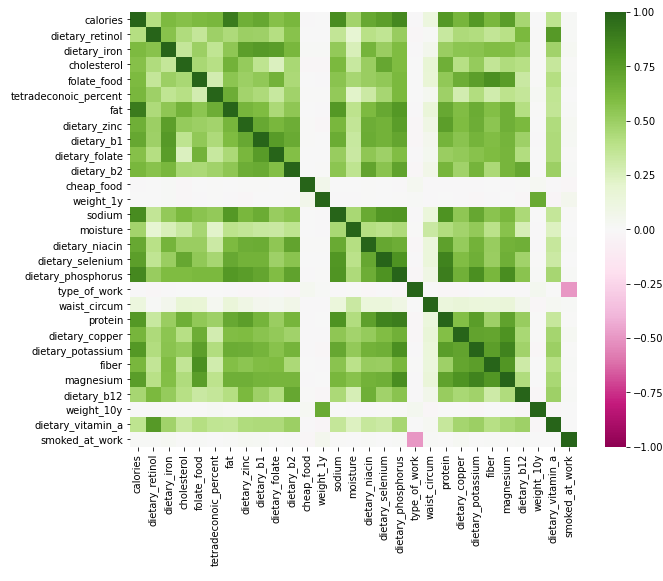 calories
dietary_retinol
dietary_iron
cholesterol
folate_food
tetradeconoic_percent
fat
dietary_zinc
dietary_b1
dietary_folate
dietary_b2
cheap_food
weight_1y
sodium
moisture
dietary_niacin
dietary_selenium
dietary_phosphorus
type_of_work
waist_circum
protein
dietary_copper
dietary_potassium
fiber
magnesium
dietary_b12
weight_10y
dietary_vitamin_a
smoked_at_work
calories
dietary_retinol
dietary_iron
cholesterol
folate_food
tetradeconoic_percent
fat
dietary_zinc
dietary_b1
dietary_folate
dietary_b2
cheap_food
weight_1y
sodium
moisture
dietary_niacin
dietary_selenium
dietary_phosphorus
type_of_work
waist_circum
protein
dietary_copper
dietary_potassium
fiber
magnesium
dietary_b12
weight_10y
dietary_vitamin_a
smoked_at_work
1.00
0.75
0.50
0.25
0.00
−0.25
−0.50
−0.75
−1.00